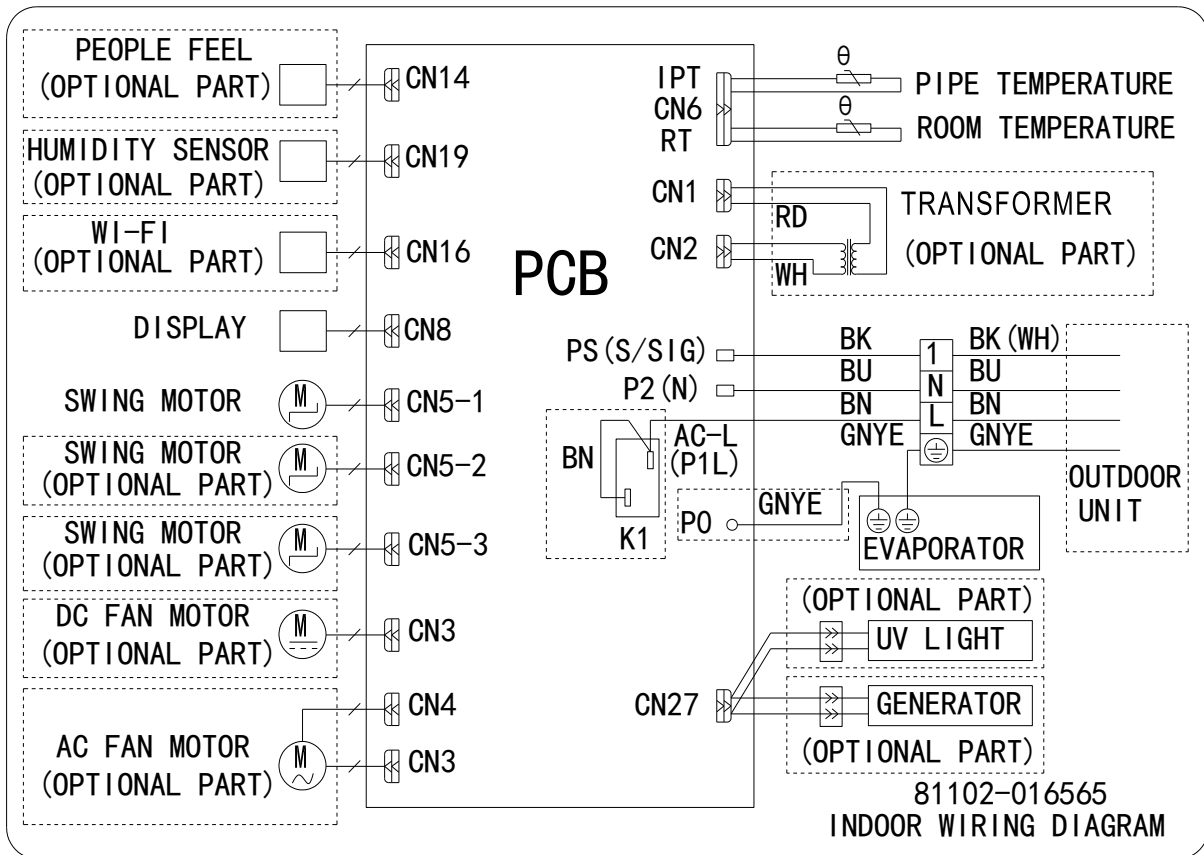 PEOPLE FEEL
(OPTIONAL PART)
CN14
HUMIDITY SENSOR
(OPTIONAL PART)
CN19
WI-FI
(OPTIONAL PART)
CN16
DISPLAY
CN8
SWING MOTOR
M
CN5-1
SWING MOTOR
(OPTIONAL PART)
M
CN5-2
SWING MOTOR
(OPTIONAL PART)
M
CN5-3
DC FAN MOTOR
(OPTIONAL PART)
M
CN3
AC FAN MOTOR
(OPTIONAL PART)
M
CN4
CN3
PCB
IPT
CN6
RT
θ
PIPE TEMPERATURE
θ
ROOM TEMPERATURE
CN1
CN2
RD
WH
TRANSFORMER
(OPTIONAL PART)
PS(S/SIG)
BK
1
BK(WH)
P2(N)
BU
N
BU
BN
L
BN
GNYE
GNYE
AC-L
(P1L)
BN
K1
P0
GNYE
EVAPORATOR
OUTDOOR
UNIT
CN27
(OPTIONAL PART)
UV LIGHT
GENERATOR
(OPTIONAL PART)
81102-016565
INDOOR WIRING DIAGRAM